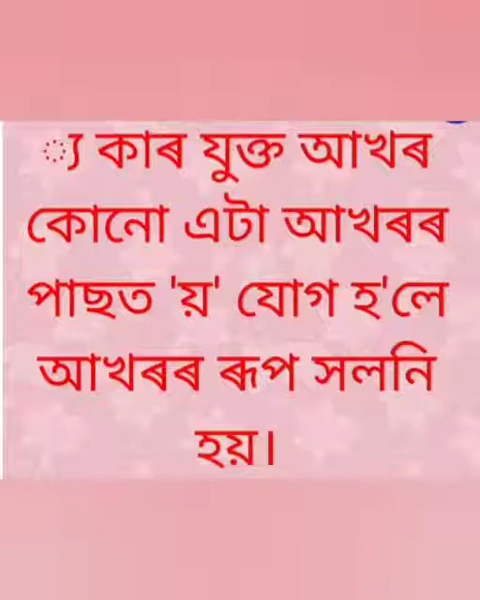 ্য কাৰ যুক্ত আখৰ
কোনো এটা আখৰৰ
পাছত 'য়' যোগ হ'লে
আখৰৰ ৰূপ সলনি
হয়।